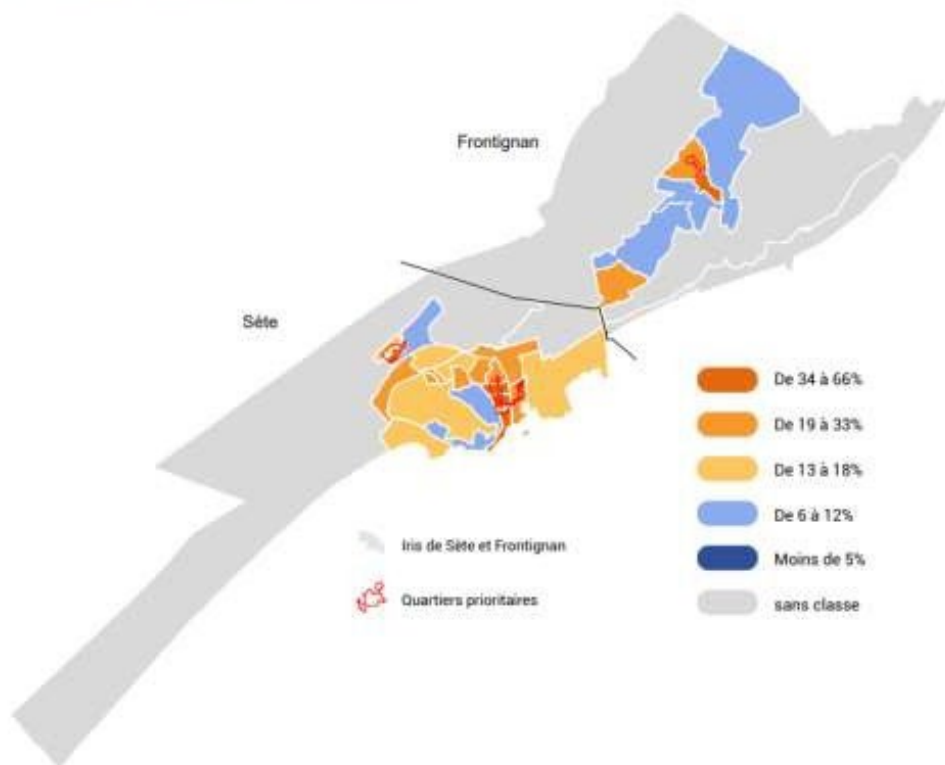 Frontignan
Sète
De 34 à 66%
De 19 à 33%
De 13 à 18%
De 6 à 12%
Iris de Sète et Frontignan
Moins de 5%
Quartiers prioritaires
sans classe